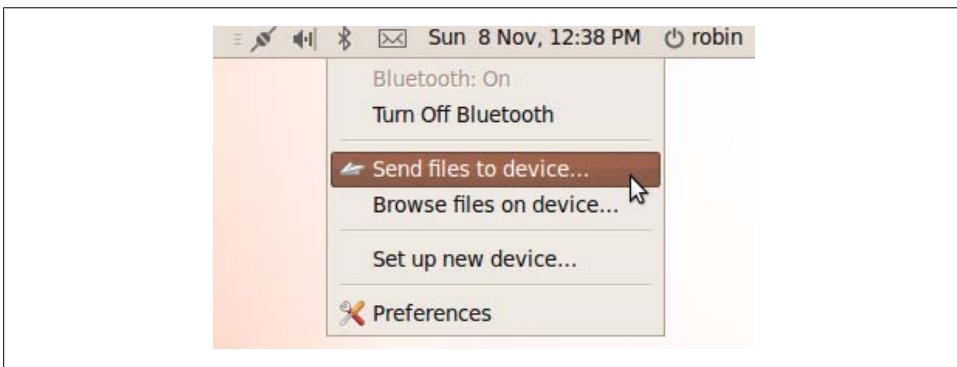 Sun 8 Nov, 12:38 PM robin
Bluetooth: On
Turn Off Bluetooth
Send files to device...
Browse files on device...
Set up new device...
Preferences